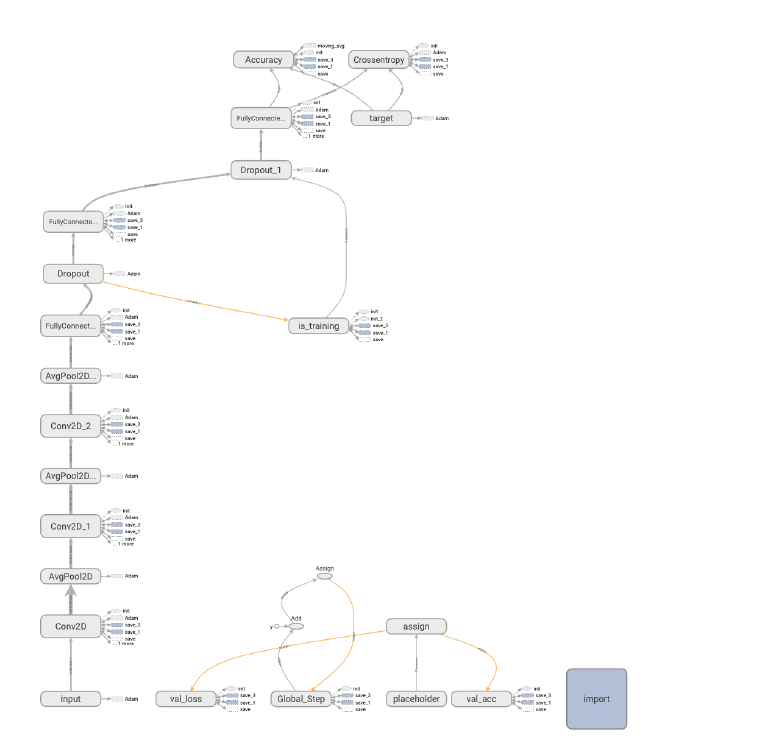 Accuracy
moving_avg
init
save_3
save_1
save
Crossentropy
init
Adam
save_3
save_1
save
FullyConnecte...
init
Adam
save_3
save_1
save
... 1 more
target
Adam
Dropout_1
Adam
FullyConnecte...
init
Adam
save_3
save_1
save
... 1 more
Dropout
Adam
FullyConnect...
init
Adam
save_3
save_1
save
... 1 more
is_training
init
init_2
save_3
save_1
save
AvgPool2D...
Adam
Conv2D_2
init
Adam
save_3
save_1
save
... 1 more
AvgPool2D...
Adam
Conv2D_1
init
Adam
save_3
save_1
save
... 1 more
AvgPool2D
Adam
Assign
Conv2D
init
Adam
save_3
save_1
save
... 1 more
y
Add
assign
input
Adam
val_loss
init
save_3
save_1
save
Global_Step
init
save_3
save_1
save
placeholder
val_acc
init
save_3
save_1
save
import